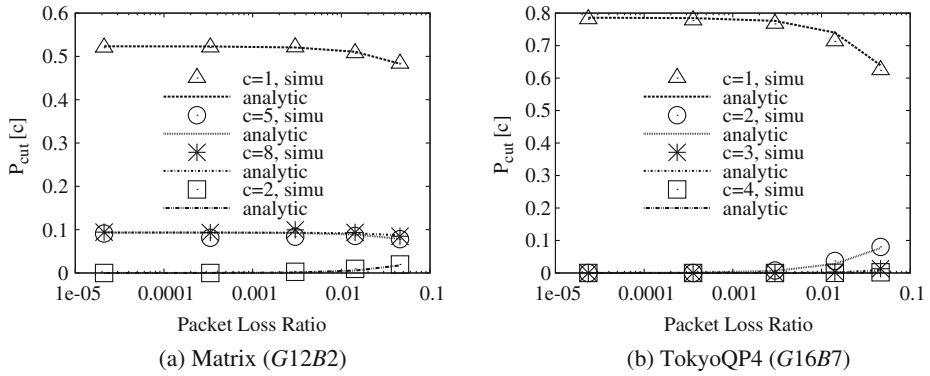 0.6
0.5
0.4
0.3
0.2
0.1
0
P_cut [c]
c=1, simu
analytic
c=5, simu
analytic
c=8, simu
analytic
c=2, simu
analytic
1e-05 0.0001 0.001 0.01 0.1
Packet Loss Ratio
(a) Matrix (G12B2)
0.8
0.7
0.6
0.5
0.4
0.3
0.2
0.1
0
P_cut [c]
c=1, simu
analytic
c=2, simu
analytic
c=3, simu
analytic
c=4, simu
analytic
1e-05 0.0001 0.001 0.01 0.1
Packet Loss Ratio
(b) TokyoQP4 (G16B7)